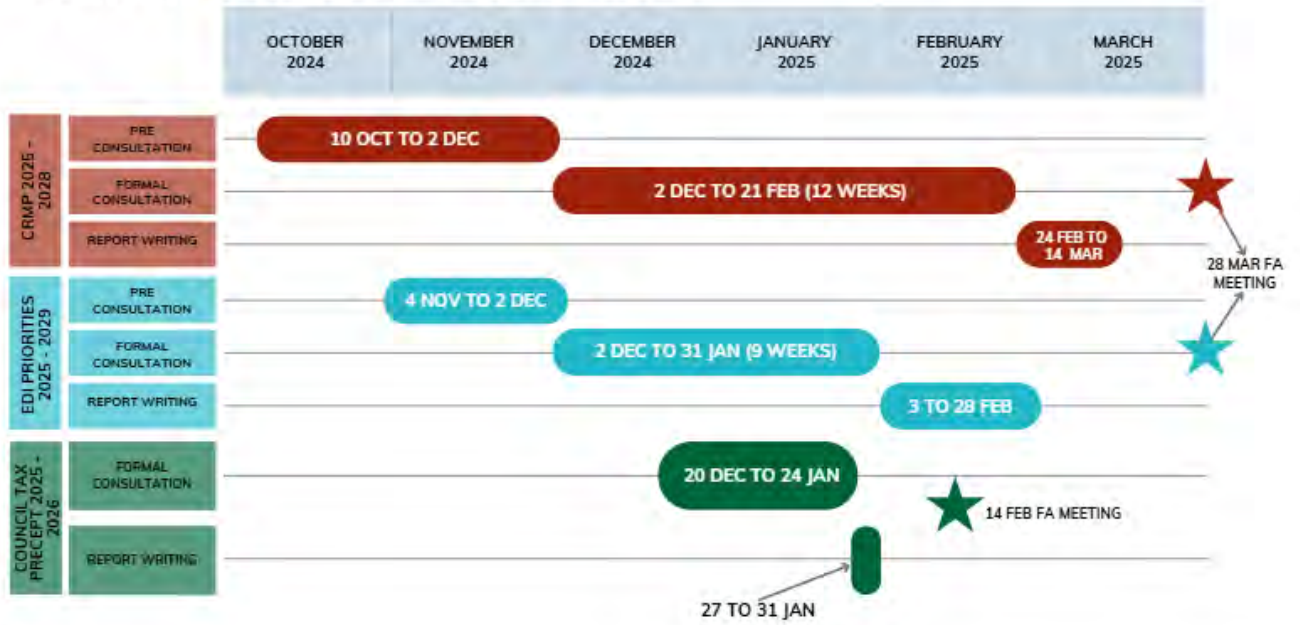 OCTOBER
2024
NOVEMBER
2024
DECEMBER
2024
JANUARY
2025
FEBRUARY
2025
MARCH
2025
CRMP 2025 -
2028
PRE
CONSULTATION
10 OCT TO 2 DEC
FORMAL
CONSULTATION
2 DEC TO 21 FEB (12 WEEKS)
REPORT WRITING
24 FEB TO
14 MAR
28 MAR FA
MEETING
EDI PRIORITIES
2025 - 2029
PRE
CONSULTATION
4 NOV TO 2 DEC
FORMAL
CONSULTATION
2 DEC TO 31 JAN (9 WEEKS)
REPORT WRITING
3 TO 28 FEB
COUNCIL TAX
PRECEPT 2025 -
2026
FORMAL
CONSULTATION
20 DEC TO 24 JAN
14 FEB FA MEETING
REPORT WRITING
27 TO 31 JAN